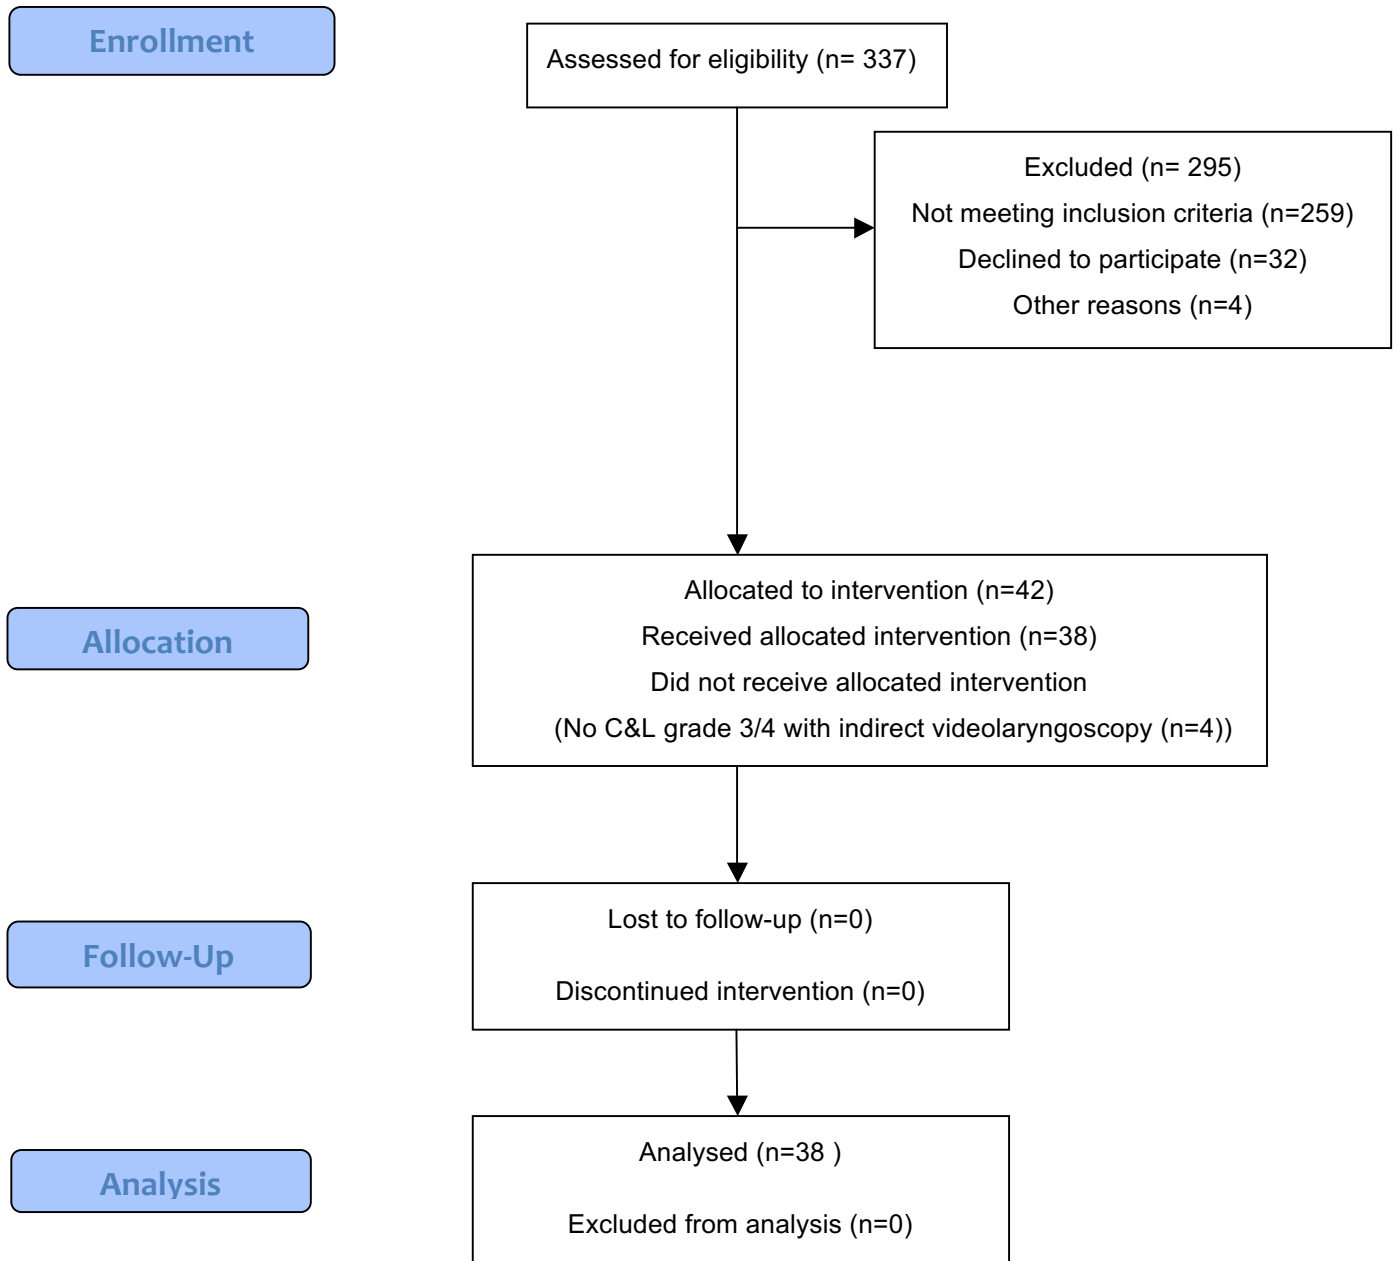 Enrollment
Assessed for eligibility (n= 337)
Excluded (n= 295)
Not meeting inclusion criteria (n=259)
Declined to participate (n=32)
Other reasons (n=4)
Allocation
Allocated to intervention (n=42)
Received allocated intervention (n=38)
Did not receive allocated intervention
(No C&L grade 3/4 with indirect videolaryngoscopy (n=4))
Follow-Up
Lost to follow-up (n=0)
Discontinued intervention (n=0)
Analysis
Analysed (n=38 )
Excluded from analysis (n=0)